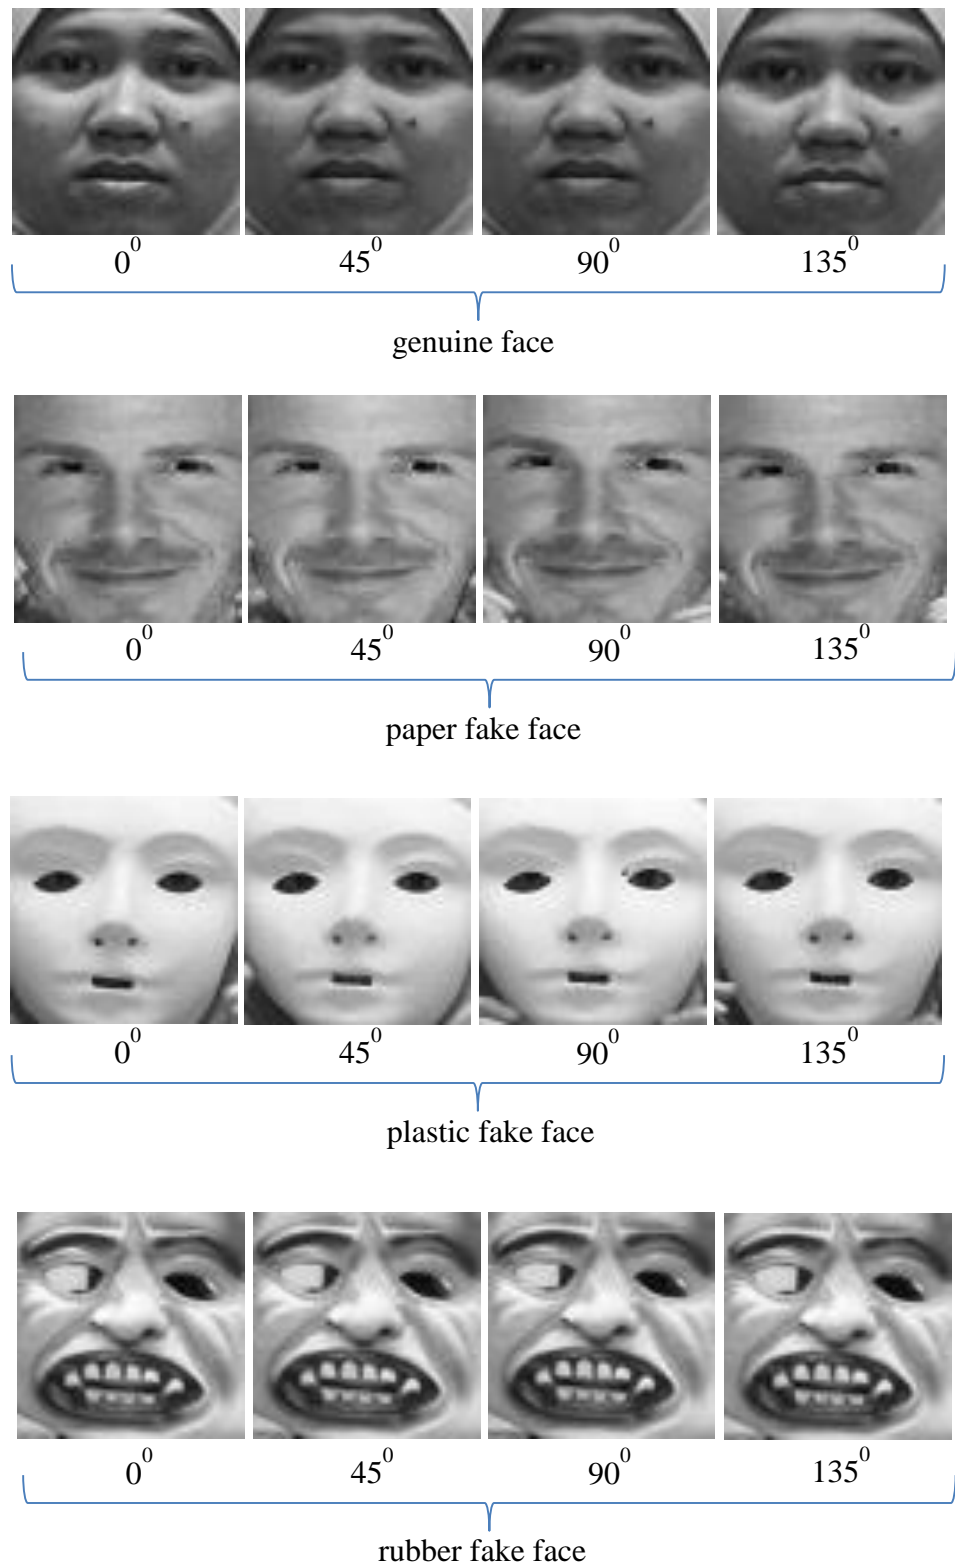 0⁰ 45⁰ 90⁰ 135⁰
genuine face
0⁰ 45⁰ 90⁰ 135⁰
paper fake face
0⁰ 45⁰ 90⁰ 135⁰
plastic fake face
0⁰ 45⁰ 90⁰ 135⁰
rubber fake face